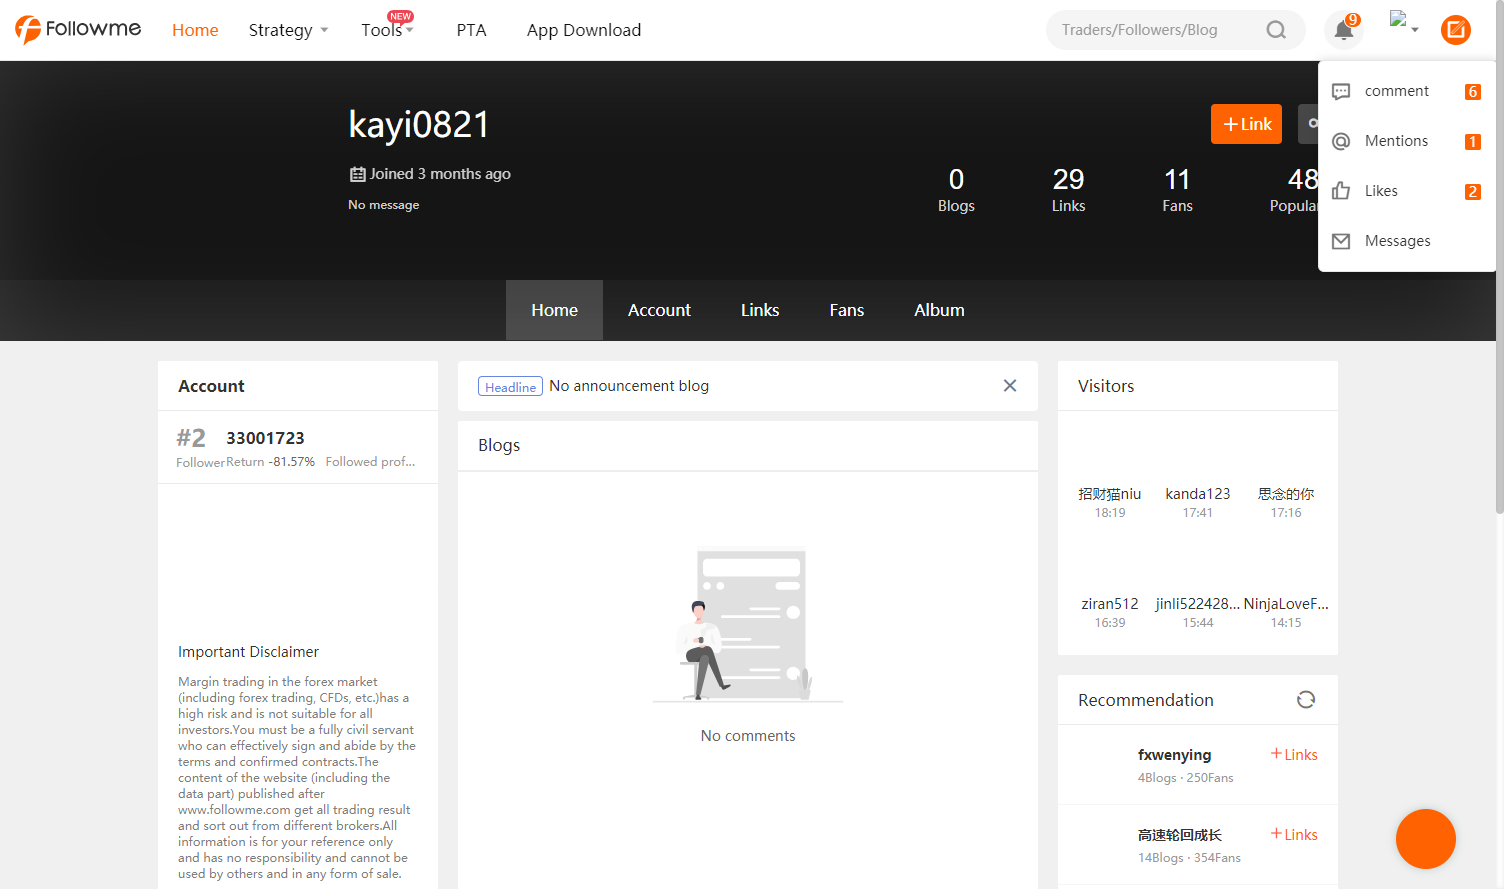 Followme
Home
Strategy
Tools
NEW
PTA
App Download
Traders/Followers/Blog
9
comment 6
Mentions 1
Likes 2
Messages
kayi0821
Joined 3 months ago
No message
+Link
0
Blogs
29
Links
11
Fans
48
Popular
Home
Account
Links
Fans
Album
Account
#2
Follower
33001723
Return -81.57% Followed prof...
Important Disclaimer
Margin trading in the forex market
(including forex trading, CFDs, etc.)has a
high risk and is not suitable for all
investors.You must be a fully civil servant
who can effectively sign and abide by the
terms and confirmed contracts.The
content of the website (including the
data part) published after
www.followme.com get all trading result
and sort out from different brokers.All
information is for your reference only
and has no responsibility and cannot be
used by others and in any form of sale.
Headline No announcement blog
Blogs
No comments
Visitors
招财猫niu kanda123 思念的你
18:19 17:41 17:16
ziran512 jinli522428... NinjaLoveF...
16:39 15:44 14:15
Recommendation
fxwenying +Links
4Blogs · 250Fans
高速轮回成长 +Links
14Blogs · 354Fans